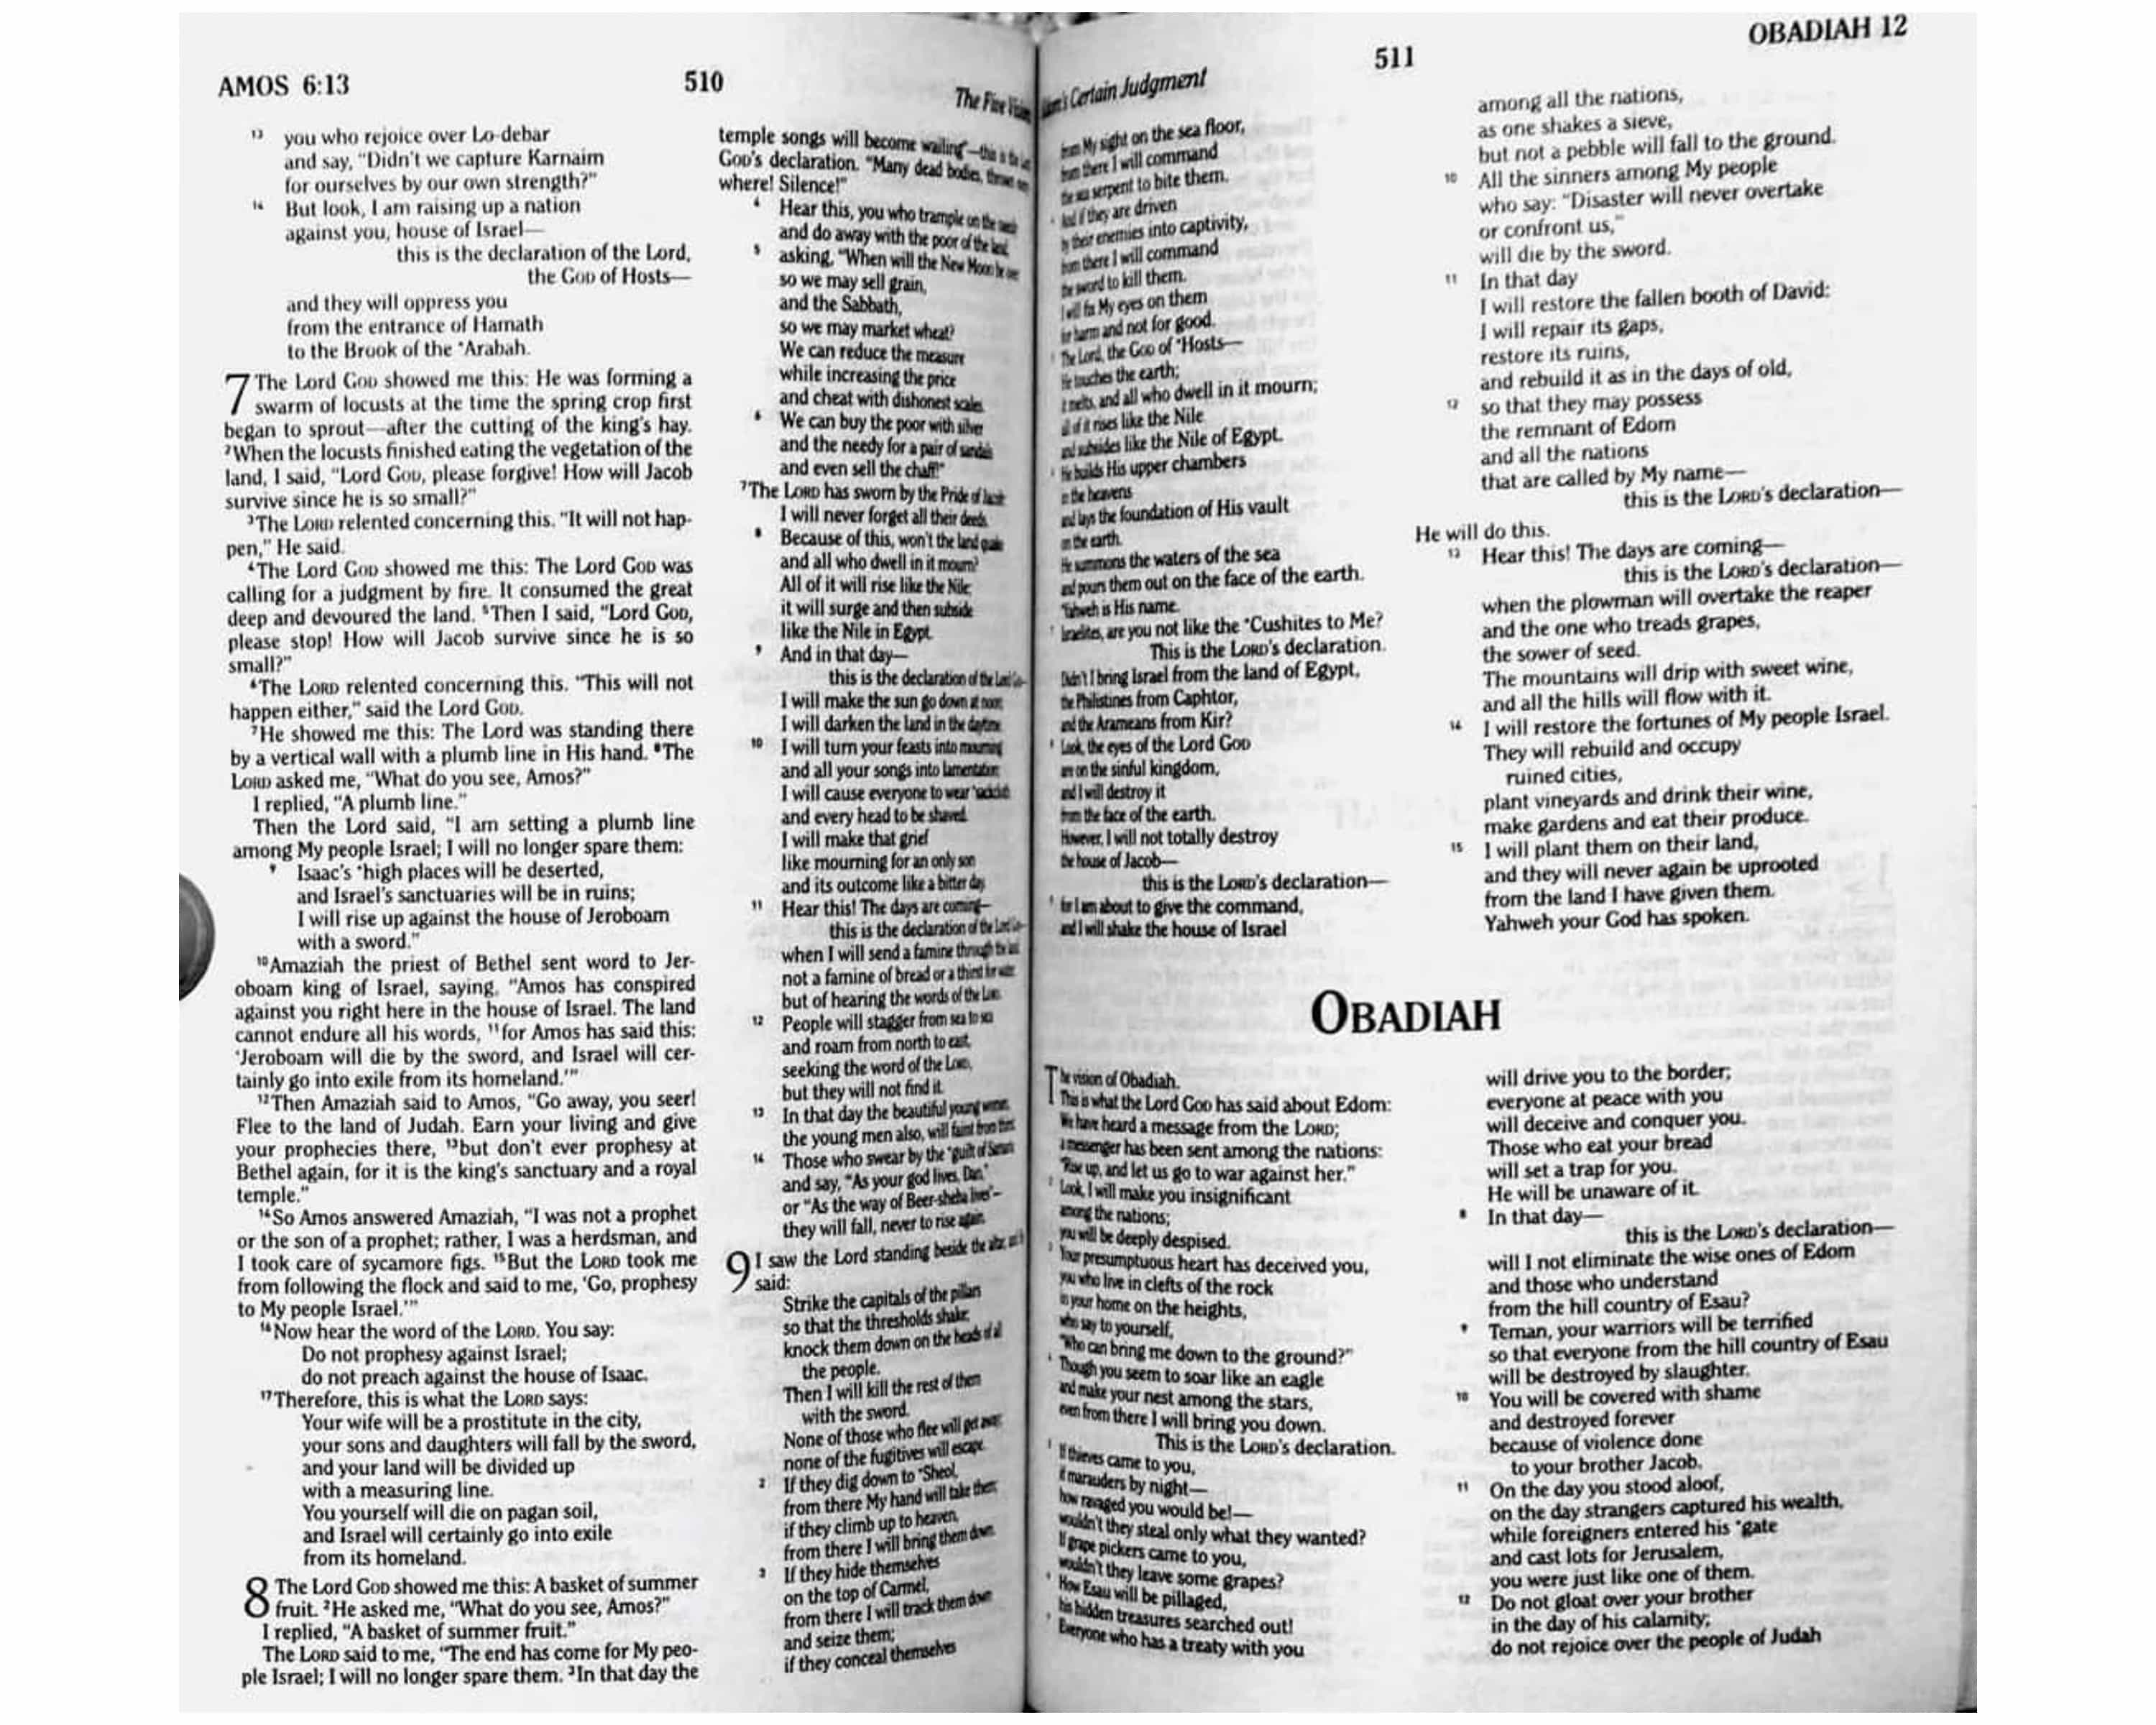 AMOS 6:13
510
The Five
13 you who rejoice over Lo-debar
and say, "Didn't we capture Karnaim
for ourselves by our own strength?"
14 But look, I am raising up a nation
against you, house of Israel—
this is the declaration of the Lord,
the GOD of Hosts—
and they will oppress you
from the entrance of Hamath
to the Brook of the *Arabah.
7 The Lord GOD showed me this: He was forming a
swarm of locusts at the time the spring crop first
began to sprout—after the cutting of the king's hay.
2When the locusts finished eating the vegetation of the
land, I said, "Lord GOD, please forgive! How will Jacob
survive since he is so small?"
3The LORD relented concerning this. "It will not hap-
pen," He said.
4The Lord GOD showed me this: The Lord GOD was
calling for a judgment by fire. It consumed the great
deep and devoured the land. 5Then I said, "Lord GOD,
please stop! How will Jacob survive since he is so
small?"
6The LORD relented concerning this. "This will not
happen either," said the Lord GOD.
7He showed me this: The Lord was standing there
by a vertical wall with a plumb line in His hand. 8The
LORD asked me, "What do you see, Amos?"
I replied, "A plumb line."
Then the Lord said, "I am setting a plumb line
among My people Israel; I will no longer spare them:
9 Isaac's *high places will be deserted,
and Israel's sanctuaries will be in ruins;
I will rise up against the house of Jeroboam
with a sword."
10Amaziah the priest of Bethel sent word to Jer-
oboam king of Israel, saying, "Amos has conspired
against you right here in the house of Israel. The land
cannot endure all his words, 11for Amos has said this:
'Jeroboam will die by the sword, and Israel will cer-
tainly go into exile from its homeland.'"
12Then Amaziah said to Amos, "Go away, you seer!
Flee to the land of Judah. Earn your living and give
your prophecies there, 13but don't ever prophesy at
Bethel again, for it is the king's sanctuary and a royal
temple."
14So Amos answered Amaziah, "I was not a prophet
or the son of a prophet; rather, I was a herdsman, and
I took care of sycamore figs. 15But the LORD took me
from following the flock and said to me, 'Go, prophesy
to My people Israel.'"
16Now hear the word of the LORD. You say:
Do not prophesy against Israel;
do not preach against the house of Isaac.
17Therefore, this is what the LORD says:
Your wife will be a prostitute in the city,
your sons and daughters will fall by the sword,
and your land will be divided up
with a measuring line.
You yourself will die on pagan soil,
and Israel will certainly go into exile
from its homeland.
8 The Lord GOD showed me this: A basket of summer
fruit. 2He asked me, "What do you see, Amos?"
I replied, "A basket of summer fruit."
The LORD said to me, "The end has come for My peo-
ple Israel; I will no longer spare them. 3In that day the
temple songs will become wailing"—this is the
GOD's declaration. "Many dead bodies, thrown
where! Silence!"
4 Hear this, you who trample on the needy
and do away with the poor of the land,
5 asking, "When will the New Moon be over
so we may sell grain,
and the Sabbath,
so we may market wheat?
We can reduce the measure
while increasing the price
and cheat with dishonest scales.
6 We can buy the poor with silver
and the needy for a pair of sandals
and even sell the chaff!"
7The LORD has sworn by the Pride of Jacob:
I will never forget all their deeds.
8 Because of this, won't the land quake
and all who dwell in it mourn?
All of it will rise like the Nile;
it will surge and then subside
like the Nile in Egypt.
9 And in that day—
this is the declaration of the Lord
I will make the sun go down at noon;
I will darken the land in the daytime.
10 I will turn your feasts into mourning
and all your songs into lamentation;
I will cause everyone to wear *sackcloth
and every head to be shaved.
I will make that grief
like mourning for an only son
and its outcome like a bitter day.
11 Hear this! The days are coming—
this is the declaration of the Lord
when I will send a famine through the land:
not a famine of bread or a thirst for water,
but of hearing the words of the LORD.
12 People will stagger from sea to sea
and roam from north to east,
seeking the word of the LORD,
but they will not find it.
13 In that day the beautiful young women,
the young men also, will faint from thirst.
14 Those who swear by the *guilt of Samaria
and say, "As your god lives, Dan,"
or "As the way of Beer-sheba lives"—
they will fall, never to rise again.
9 I saw the Lord standing beside the altar, and He
said:
Strike the capitals of the pillars
so that the thresholds shake;
knock them down on the heads of all
the people.
Then I will kill the rest of them
with the sword.
None of those who flee will get away;
none of the fugitives will escape.
2 If they dig down to *Sheol,
from there My hand will take them;
if they climb up to heaven,
from there I will bring them down.
3 If they hide themselves
on the top of Carmel,
from there I will track them down
and seize them;
if they conceal themselves
Certain Judgment
511
OBADIAH 12
from My sight on the sea floor,
from there I will command
the sea serpent to bite them.
And if they are driven
by their enemies into captivity,
from there I will command
the sword to kill them.
I will fix My eyes on them
for harm and not for good.
The Lord, the GOD of *Hosts—
He touches the earth;
it melts, and all who dwell in it mourn;
all of it rises like the Nile
and subsides like the Nile of Egypt.
He builds His upper chambers
in the heavens
and lays the foundation of His vault
on the earth.
He summons the waters of the sea
and pours them out on the face of the earth.
Yahweh is His name.
7 Israelites, are you not like the *Cushites to Me?
This is the LORD's declaration.
Didn't I bring Israel from the land of Egypt,
the Philistines from Caphtor,
and the Arameans from Kir?
8 Look, the eyes of the Lord GOD
are on the sinful kingdom,
and I will destroy it
from the face of the earth.
However, I will not totally destroy
the house of Jacob—
this is the LORD's declaration—
9 for I am about to give the command,
and I will shake the house of Israel
among all the nations,
as one shakes a sieve,
but not a pebble will fall to the ground.
10 All the sinners among My people
who say: "Disaster will never overtake
or confront us,"
will die by the sword.
11 In that day
I will restore the fallen booth of David:
I will repair its gaps,
restore its ruins,
and rebuild it as in the days of old,
12 so that they may possess
the remnant of Edom
and all the nations
that are called by My name—
this is the LORD's declaration—
He will do this.
13 Hear this! The days are coming—
this is the LORD's declaration—
when the plowman will overtake the reaper
and the one who treads grapes,
the sower of seed.
The mountains will drip with sweet wine,
and all the hills will flow with it.
14 I will restore the fortunes of My people Israel.
They will rebuild and occupy
ruined cities,
plant vineyards and drink their wine,
make gardens and eat their produce.
15 I will plant them on their land,
and they will never again be uprooted
from the land I have given them.
Yahweh your God has spoken.
OBADIAH
The vision of Obadiah.
This is what the Lord GOD has said about Edom:
We have heard a message from the LORD;
a messenger has been sent among the nations:
"Rise up, and let us go to war against her."
2 Look, I will make you insignificant
among the nations;
you will be deeply despised.
3 Your presumptuous heart has deceived you,
you who live in clefts of the rock
in your home on the heights,
who say to yourself,
"Who can bring me down to the ground?"
4 Though you seem to soar like an eagle
and make your nest among the stars,
even from there I will bring you down.
This is the LORD's declaration.
5 If thieves came to you,
if marauders by night—
how ravaged you would be!—
wouldn't they steal only what they wanted?
If grape pickers came to you,
wouldn't they leave some grapes?
6 How Esau will be pillaged,
his hidden treasures searched out!
7 Everyone who has a treaty with you
will drive you to the border;
everyone at peace with you
will deceive and conquer you.
Those who eat your bread
will set a trap for you.
He will be unaware of it.
8 In that day—
this is the LORD's declaration—
will I not eliminate the wise ones of Edom
and those who understand
from the hill country of Esau?
9 Teman, your warriors will be terrified
so that everyone from the hill country of Esau
will be destroyed by slaughter.
10 You will be covered with shame
and destroyed forever
because of violence done
to your brother Jacob.
11 On the day you stood aloof,
on the day strangers captured his wealth,
while foreigners entered his *gate
and cast lots for Jerusalem,
you were just like one of them.
12 Do not gloat over your brother
in the day of his calamity;
do not rejoice over the people of Judah